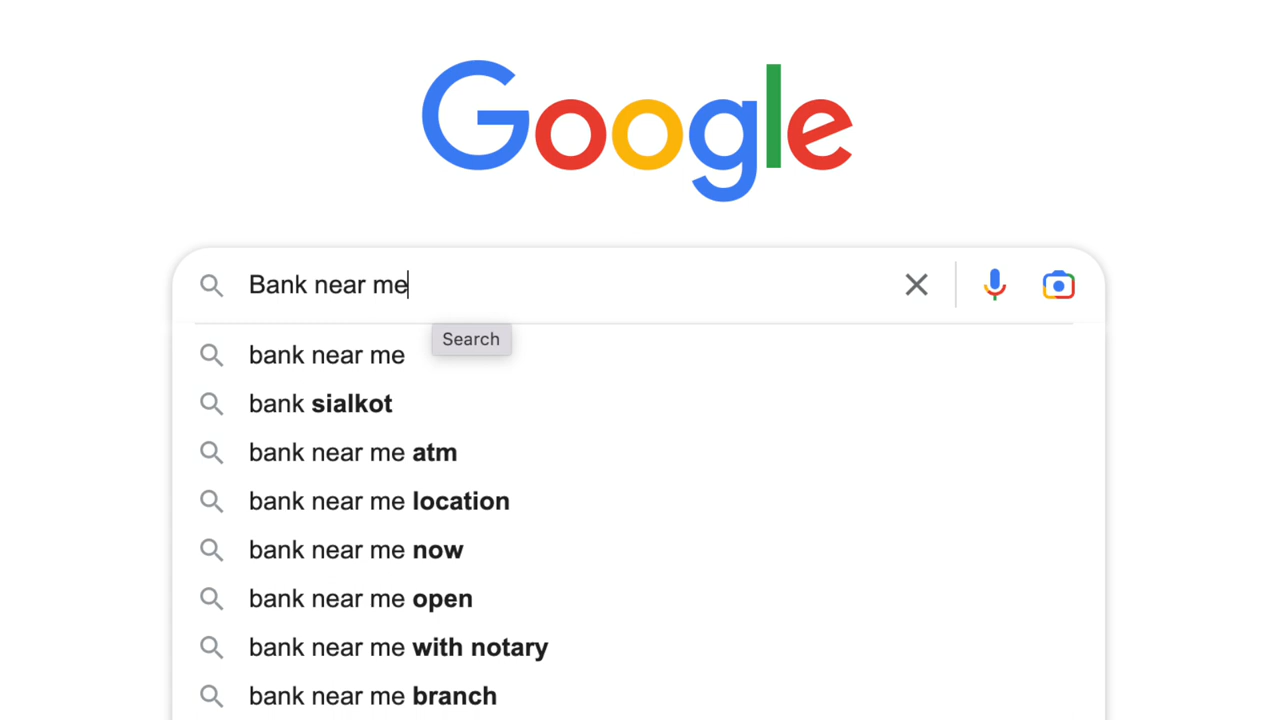 Google
Bank near me
Search
bank near me
bank sialkot
bank near me atm
bank near me location
bank near me now
bank near me open
bank near me with notary
bank near me branch